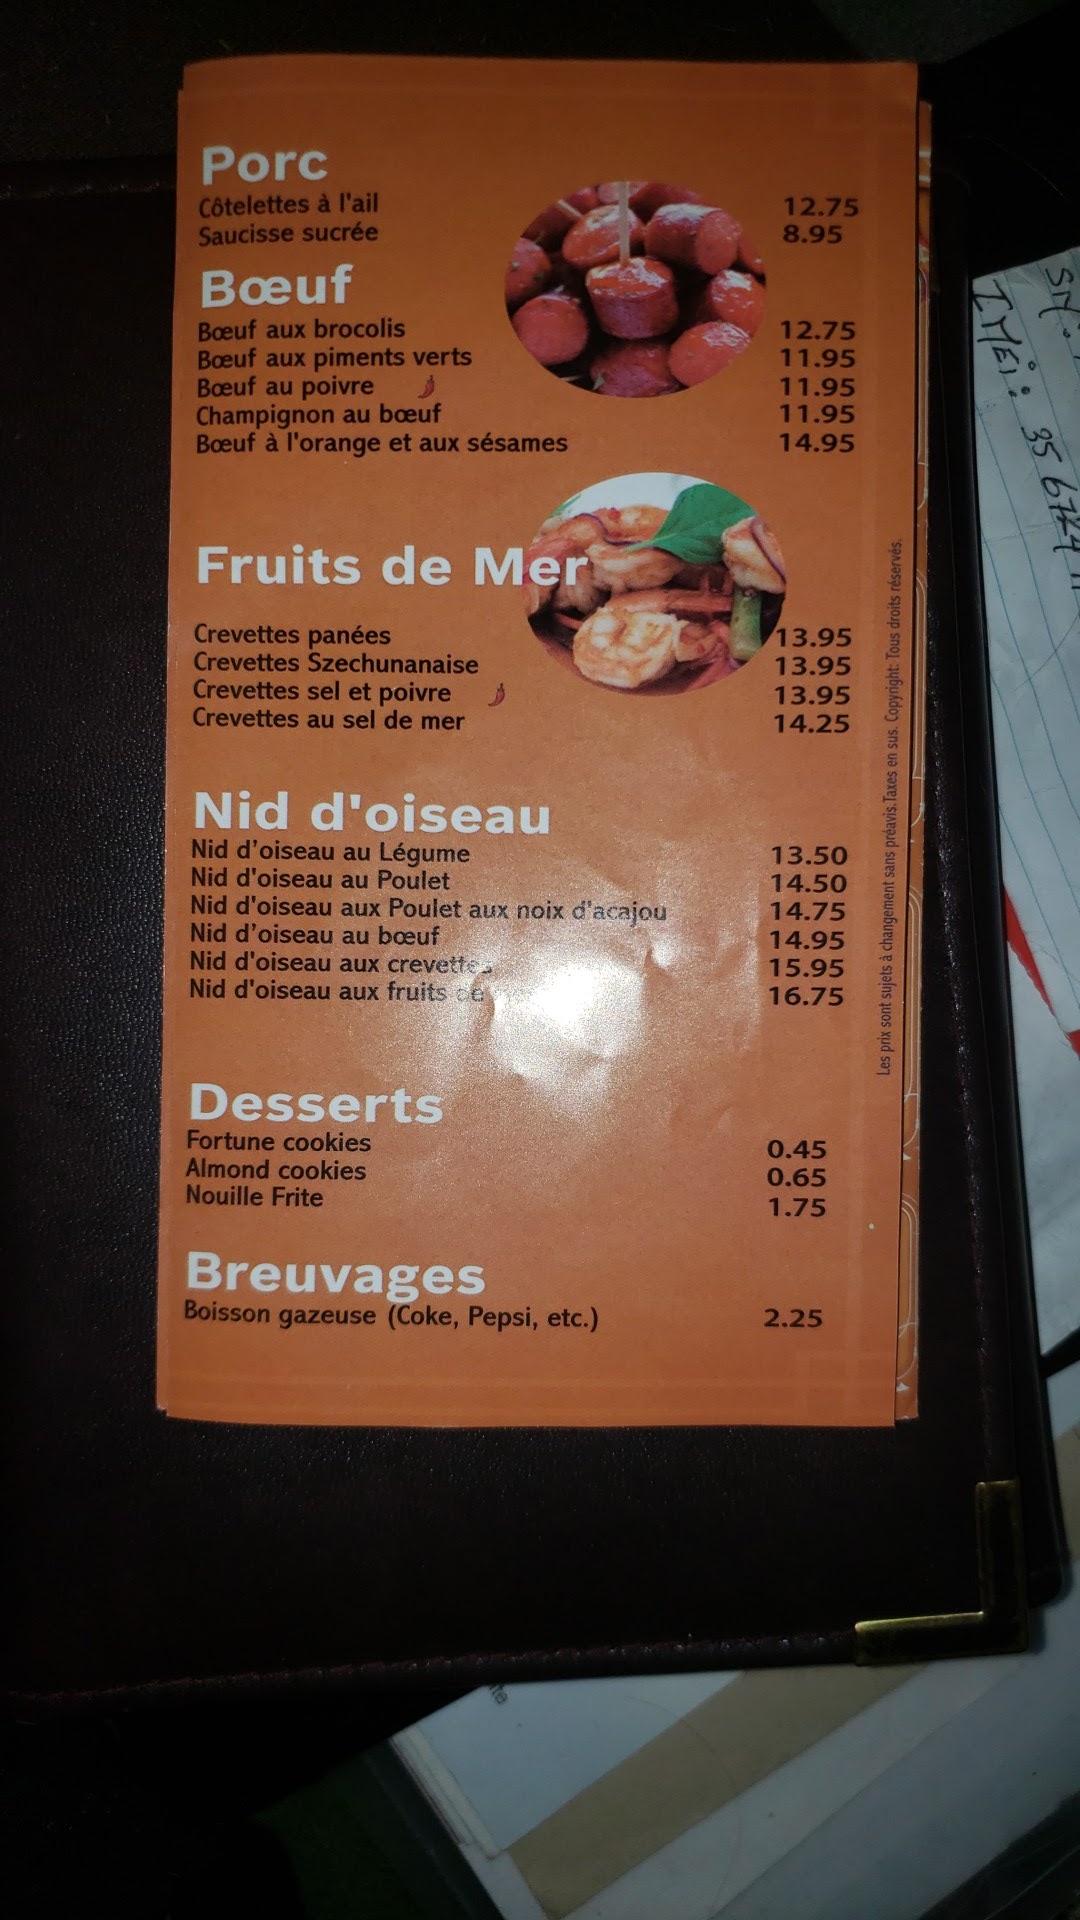 Porc
Côtelettes à l'ail 12.75
Saucisse sucrée 8.95
Bœuf
Bœuf aux brocolis 12.75
Bœuf aux piments verts 11.95
Bœuf au poivre 11.95
Champignon au bœuf 11.95
Bœuf à l'orange et aux sésames 14.95
Fruits de Mer
Crevettes panées 13.95
Crevettes Szechunanaise 13.95
Crevettes sel et poivre 13.95
Crevettes au sel de mer 14.25
Nid d'oiseau
Nid d'oiseau au Légume 13.50
Nid d'oiseau au Poulet 14.50
Nid d'oiseau aux Poulet aux noix d'acajou 14.75
Nid d'oiseau au bœuf 14.95
Nid d'oiseau aux crevettes 15.95
Nid d'oiseau aux fruits de 16.75
Desserts
Fortune cookies 0.45
Almond cookies 0.65
Nouille Frite 1.75
Breuvages
Boisson gazeuse (Coke, Pepsi, etc.) 2.25
Les prix sont sujets à changement sans préavis.Taxes en sus. Copyright: Tous droits réservés.
SN:
IMEI: 35 6724